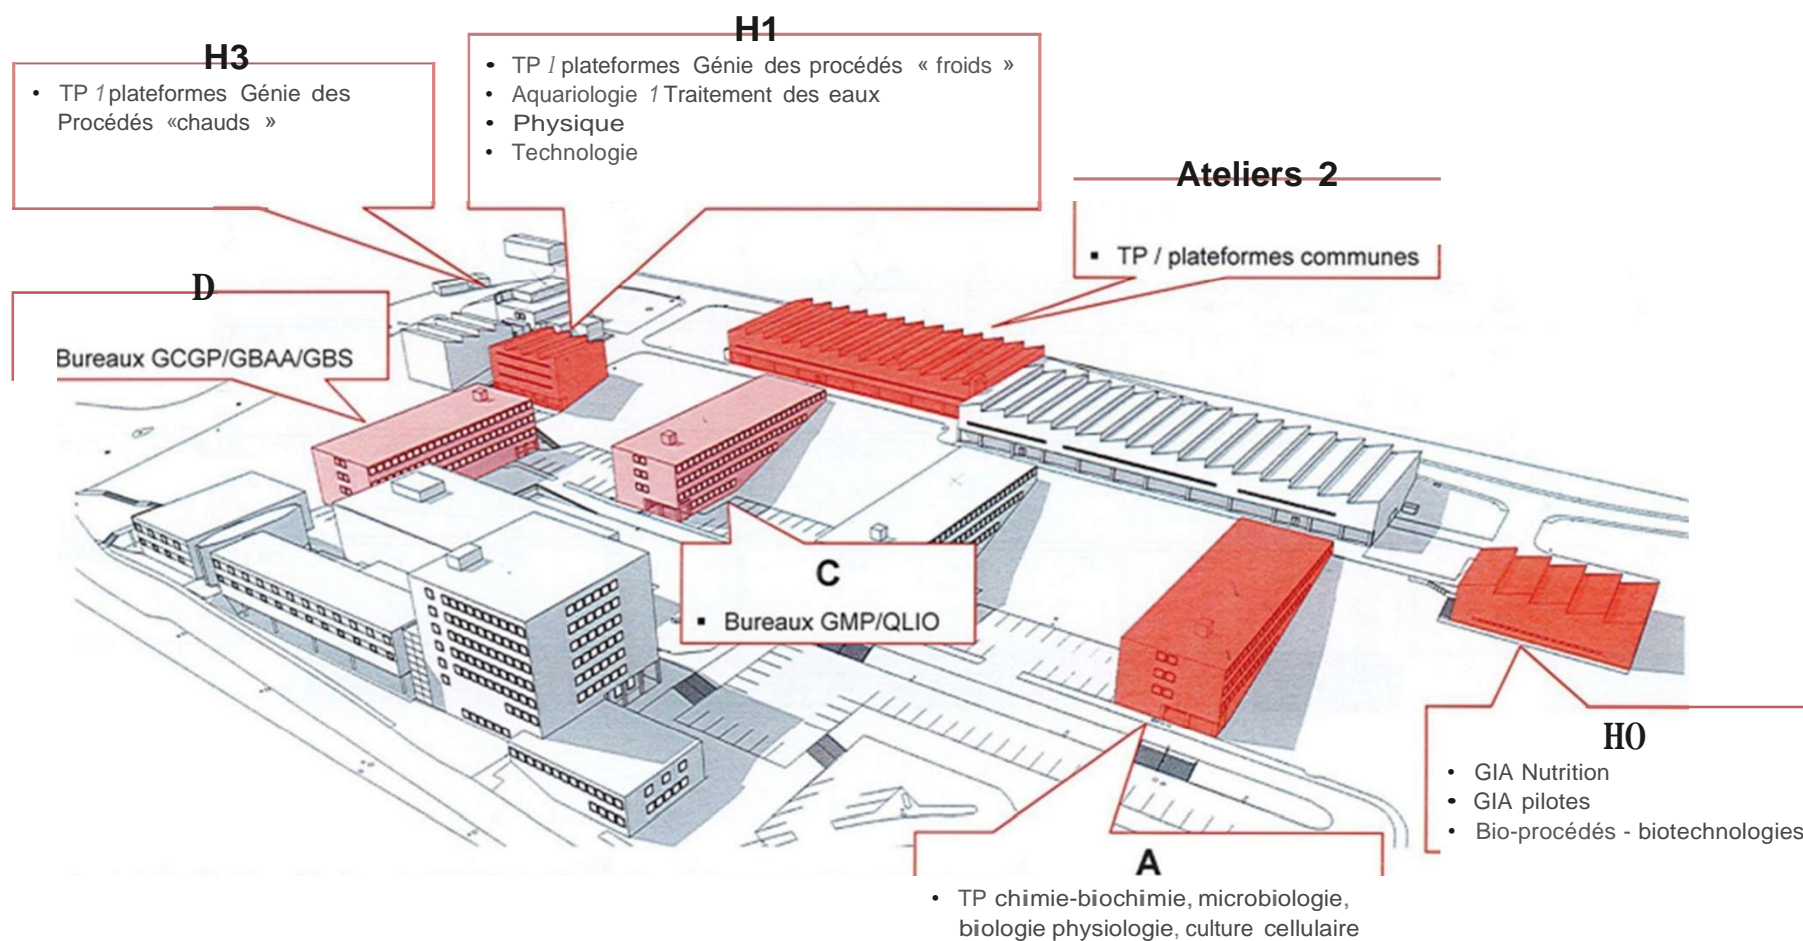 H3
• TP 1 plateformes Génie des
Procédés «chauds »
H1
• TP l plateformes Génie des procédés « froids »
• Aquariologie 1 Traitement des eaux
• Physique
• Technologie
Ateliers 2
▪ TP / plateformes communes
D
Bureaux GCGP/GBAA/GBS
C
▪ Bureaux GMP/QLIO
HO
• GIA Nutrition
• GIA pilotes
• Bio-procédés - biotechnologies
A
• TP chimie-biochimie, microbiologie,
biologie physiologie, culture cellulaire